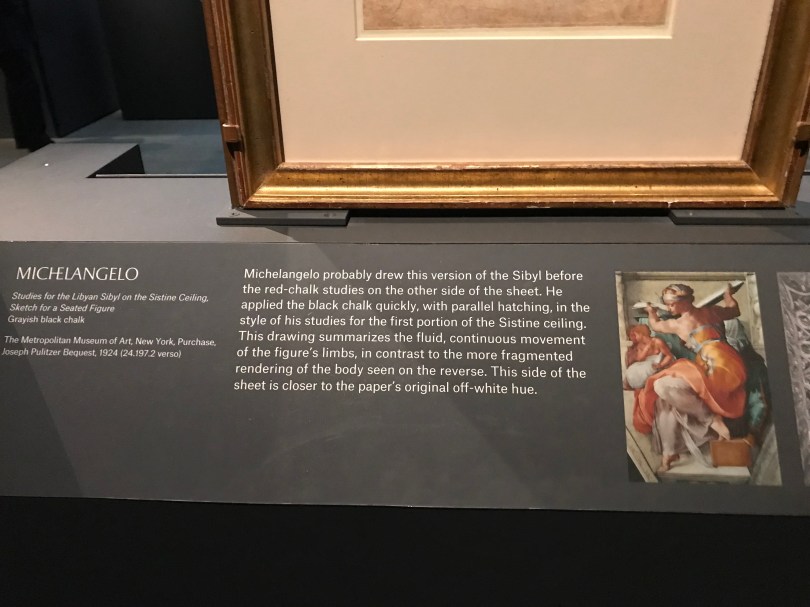 MICHELANGELO
Studies for the Libyan Sibyl on the Sistine Ceiling,
Sketch for a Seated Figure
Grayish black chalk
The Metropolitan Museum of Art, New York, Purchase,
Joseph Pulitzer Bequest, 1924 (24.197.2 verso)
Michelangelo probably drew this version of the Sibyl before
the red-chalk studies on the other side of the sheet. He
applied the black chalk quickly, with parallel hatching, in the
style of his studies for the first portion of the Sistine ceiling.
This drawing summarizes the fluid, continuous movement
of the figure's limbs, in contrast to the more fragmented
rendering of the body seen on the reverse. This side of the
sheet is closer to the paper's original off-white hue.